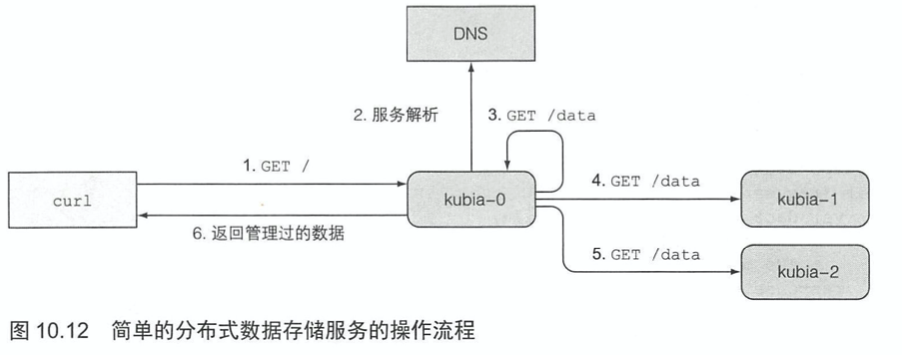 DNS
2. 服务解析
3. GET /data
1. GET /
4. GET /data
curl
kubia-0
kubia-1
6. 返回管理过的数据
5. GET /data
kubia-2
图 10.12 简单的分布式数据存储服务的操作流程